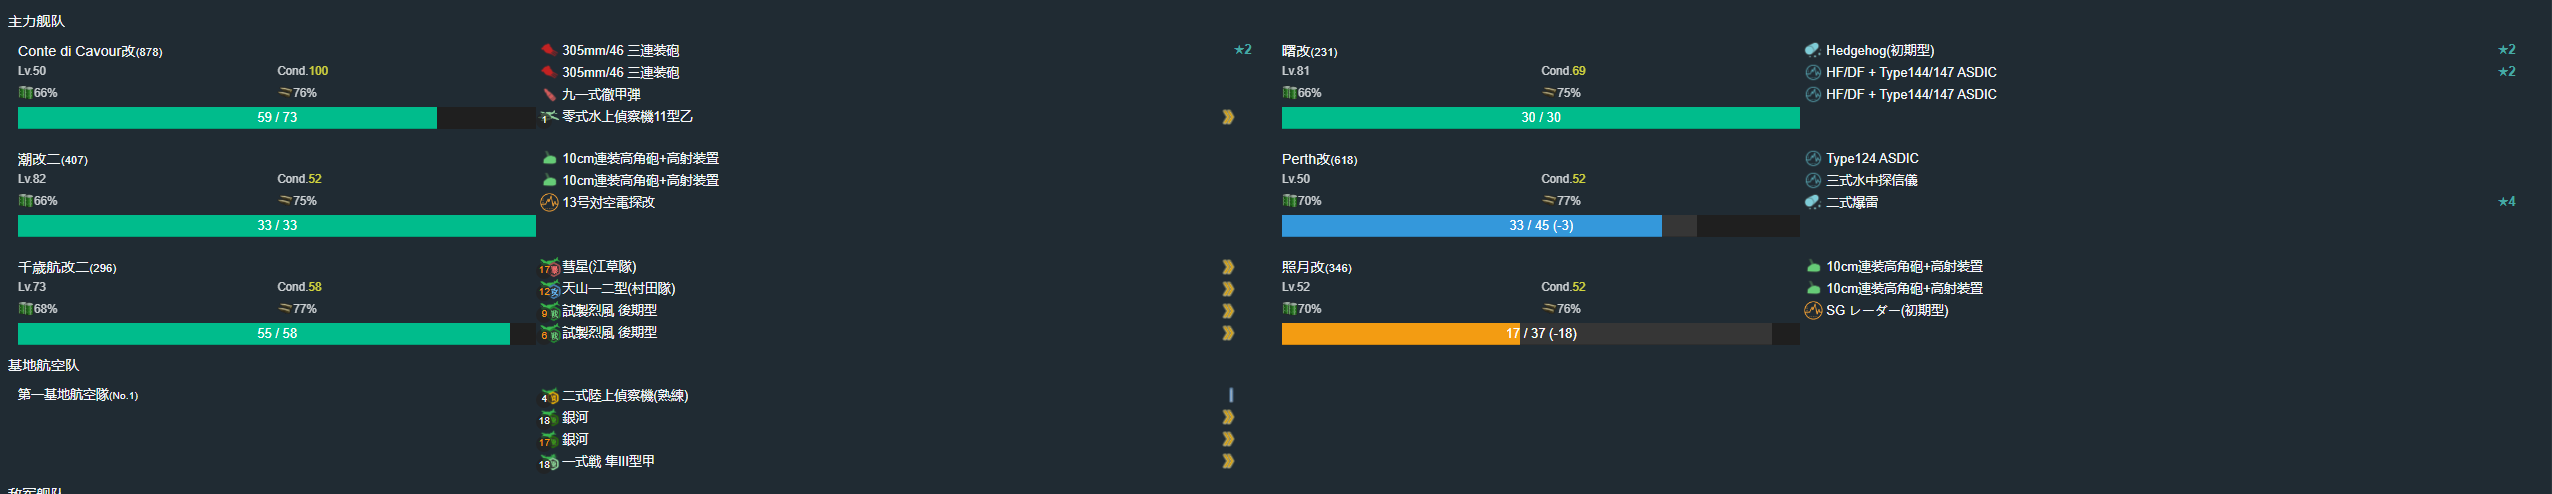 主力舰队
Conte di Cavour改(878)
Lv.50 Cond.100
66% 76%
59 / 73
305mm/46 三連装砲 ★2
305mm/46 三連装砲
九一式徹甲弾
1 零式水上偵察機11型乙
曙改(231)
Lv.81 Cond.69
66% 75%
30 / 30
Hedgehog(初期型) ★2
HF/DF + Type144/147 ASDIC ★2
HF/DF + Type144/147 ASDIC
潮改二(407)
Lv.82 Cond.52
66% 75%
33 / 33
10cm連装高角砲+高射装置
10cm連装高角砲+高射装置
13号対空電探改
Perth改(618)
Lv.50 Cond.52
70% 77%
33 / 45 (-3)
Type124 ASDIC
三式水中探信儀
二式爆雷 ★4
千歳航改二(296)
Lv.73 Cond.58
68% 77%
55 / 58
17 彗星(江草隊)
12 天山一二型(村田隊)
9 試製烈風 後期型
6 試製烈風 後期型
照月改(346)
Lv.52 Cond.52
70% 76%
17 / 37 (-18)
10cm連装高角砲+高射装置
10cm連装高角砲+高射装置
SG レーダー(初期型)
基地航空队
第一基地航空隊(No.1)
4 二式陸上偵察機(熟練)
18 銀河
17 銀河
18 一式戦 隼III型甲
敌军舰队